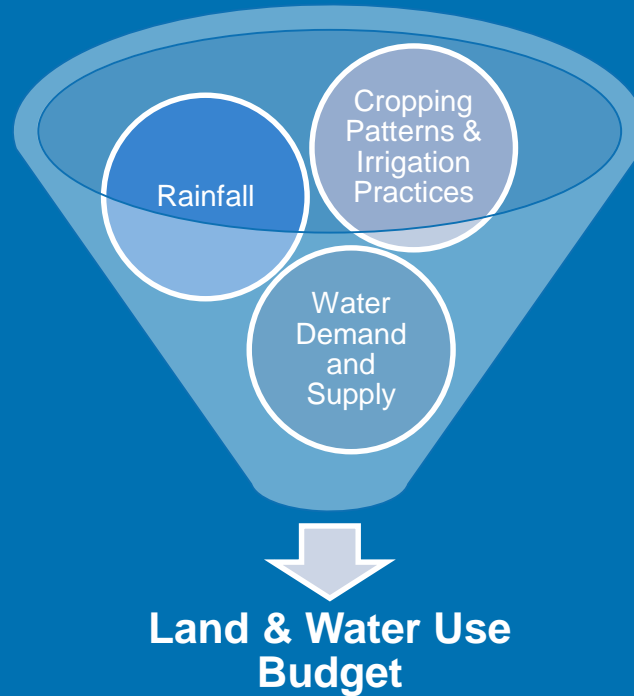 Cropping
Patterns &
Irrigation
Practices
Rainfall
Water
Demand
and
Supply
Land & Water Use
Budget